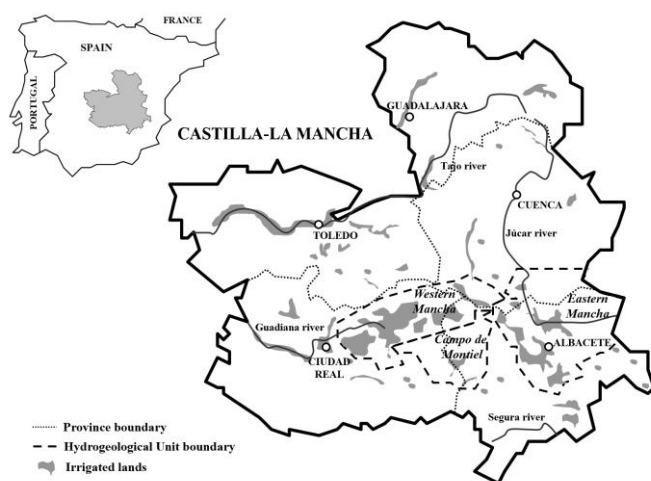 FRANCE
SPAIN
PORTUGAL
CASTILLA-LA MANCHA
GUADALAJARA
Tajo river
CUENCA
TOLEDO
Júcar river
Western
Mancha
Eastern
Mancha
Guadiana river
CIUDAD
REAL
Campo de
Montiel
ALBACETE
Segura river
Province boundary
Hydrogeological Unit boundary
Irrigated lands